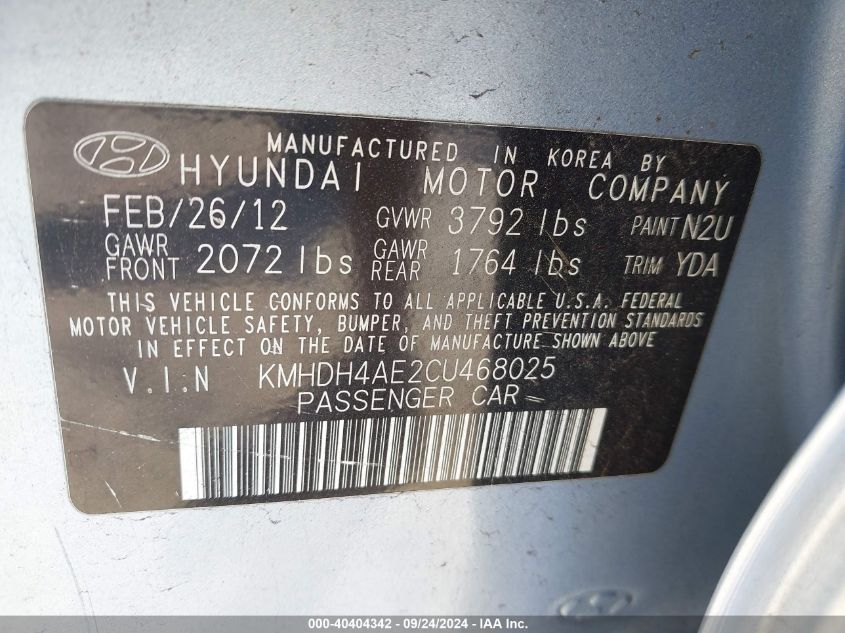 MANUFACTURED IN KOREA BY
HYUNDAI MOTOR COMPANY
FEB/26/12 GVWR 3792 lbs PAINT N2U
GAWR FRONT 2072 lbs GAWR REAR 1764 lbs TRIM YDA
THIS VEHICLE CONFORMS TO ALL APPLICABLE U.S.A. FEDERAL
MOTOR VEHICLE SAFETY, BUMPER, AND THEFT PREVENTION STANDARDS
IN EFFECT ON THE DATE OF MANUFACTURE SHOWN ABOVE
V.I.N KMHDH4AE2CU468025
PASSENGER CAR
000-40404342 - 09/24/2024 - IAA Inc.